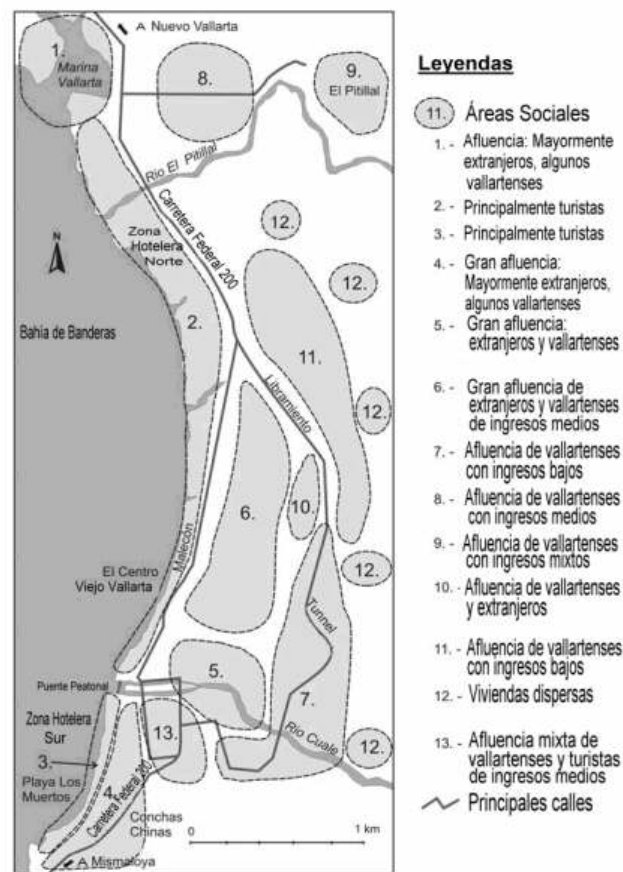 A Nuevo Vallarta
1.
Marina
Vallarta
8.
9.
El Pitillal
Rio El Pitillal
Carretera Federal 200
12.
Zona
Hotelera
Norte
N
12.
Bahía de Banderas
2.
11.
Libramiento
12.
6.
10.
Malecón
El Centro
Viejo Vallarta
12.
Tunnel
5.
7.
Puente Peatonal
Zona Hotelera
Sur
13.
Rio Cuale
12.
3.
Playa Los
Muertos
4.
Carretera Federal 200
Conchas
Chinas
0 1 km
A Mismaloya
Leyendas
11. Áreas Sociales
1.- Afluencia: Mayormente
extranjeros, algunos
vallartenses
2.- Principalmente turistas
3.- Principalmente turistas
4.- Gran afluencia:
Mayormente extranjeros,
algunos vallartenses
5.- Gran afluencia:
extranjeros y vallartenses
6.- Gran afluencia de
extranjeros y vallartenses
de ingresos medios
7.- Afluencia de vallartenses
con ingresos bajos
8.- Afluencia de vallartenses
con ingresos medios
9.- Afluencia de vallartenses
con ingresos mixtos
10.- Afluencia de vallartenses
y extranjeros
11.- Afluencia de vallartenses
con ingresos bajos
12.- Viviendas dispersas
13.- Afluencia mixta de
vallartenses y turistas
de ingresos medios
Principales calles